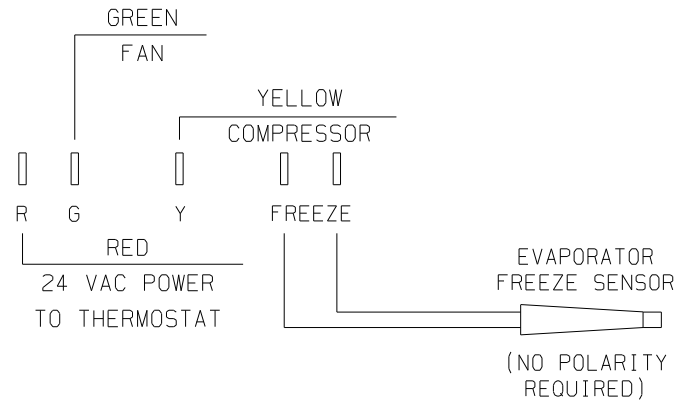 GREEN
FAN
YELLOW
COMPRESSOR
R G Y FREEZE
RED
24 VAC POWER
TO THERMOSTAT
EVAPORATOR
FREEZE SENSOR
(NO POLARITY
REQUIRED)